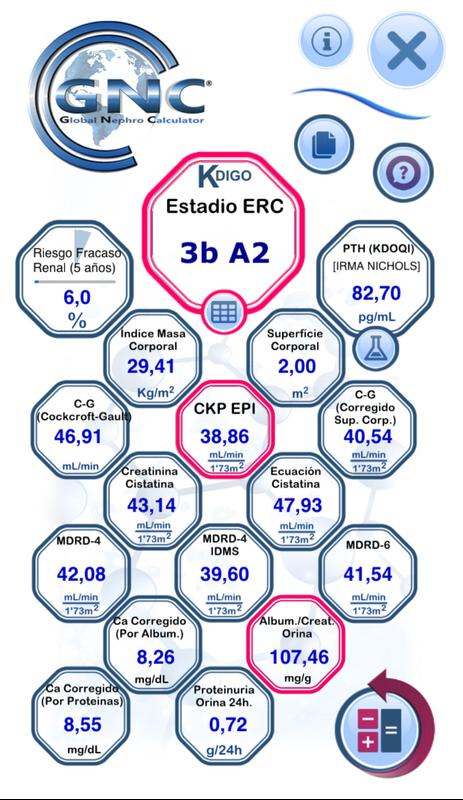 GNC®
Global Nephro Calculator
KDIGO
Estadio ERC
3b A2
Riesgo Fracaso
Renal (5 años)
6,0
%
PTH (KDOQI)
[IRMA NICHOLS]
82,70
pg/mL
Índice Masa
Corporal
29,41
Kg/m²
Superfície
Corporal
2,00
m²
C-G
(Cockcroft-Gault)
46,91
mL/min
CKP EPI
38,86
mL/min
1'73m²
C-G
(Corregido
Sup. Corp.)
40,54
mL/min
1'73m²
Creatinina
Cistatina
43,14
mL/min
1'73m²
Ecuación
Cistatina
47,93
mL/min
1'73m²
MDRD-4
42,08
mL/min
1'73m²
MDRD-4
IDMS
39,60
mL/min
1'73m²
MDRD-6
41,54
mL/min
1'73m²
Ca Corregido
(Por Album.)
8,26
mg/dL
Album./Creat.
Orina
107,46
mg/g
Ca Corregido
(Por Proteinas)
8,55
mg/dL
Proteinuria
Orina 24h.
0,72
g/24h